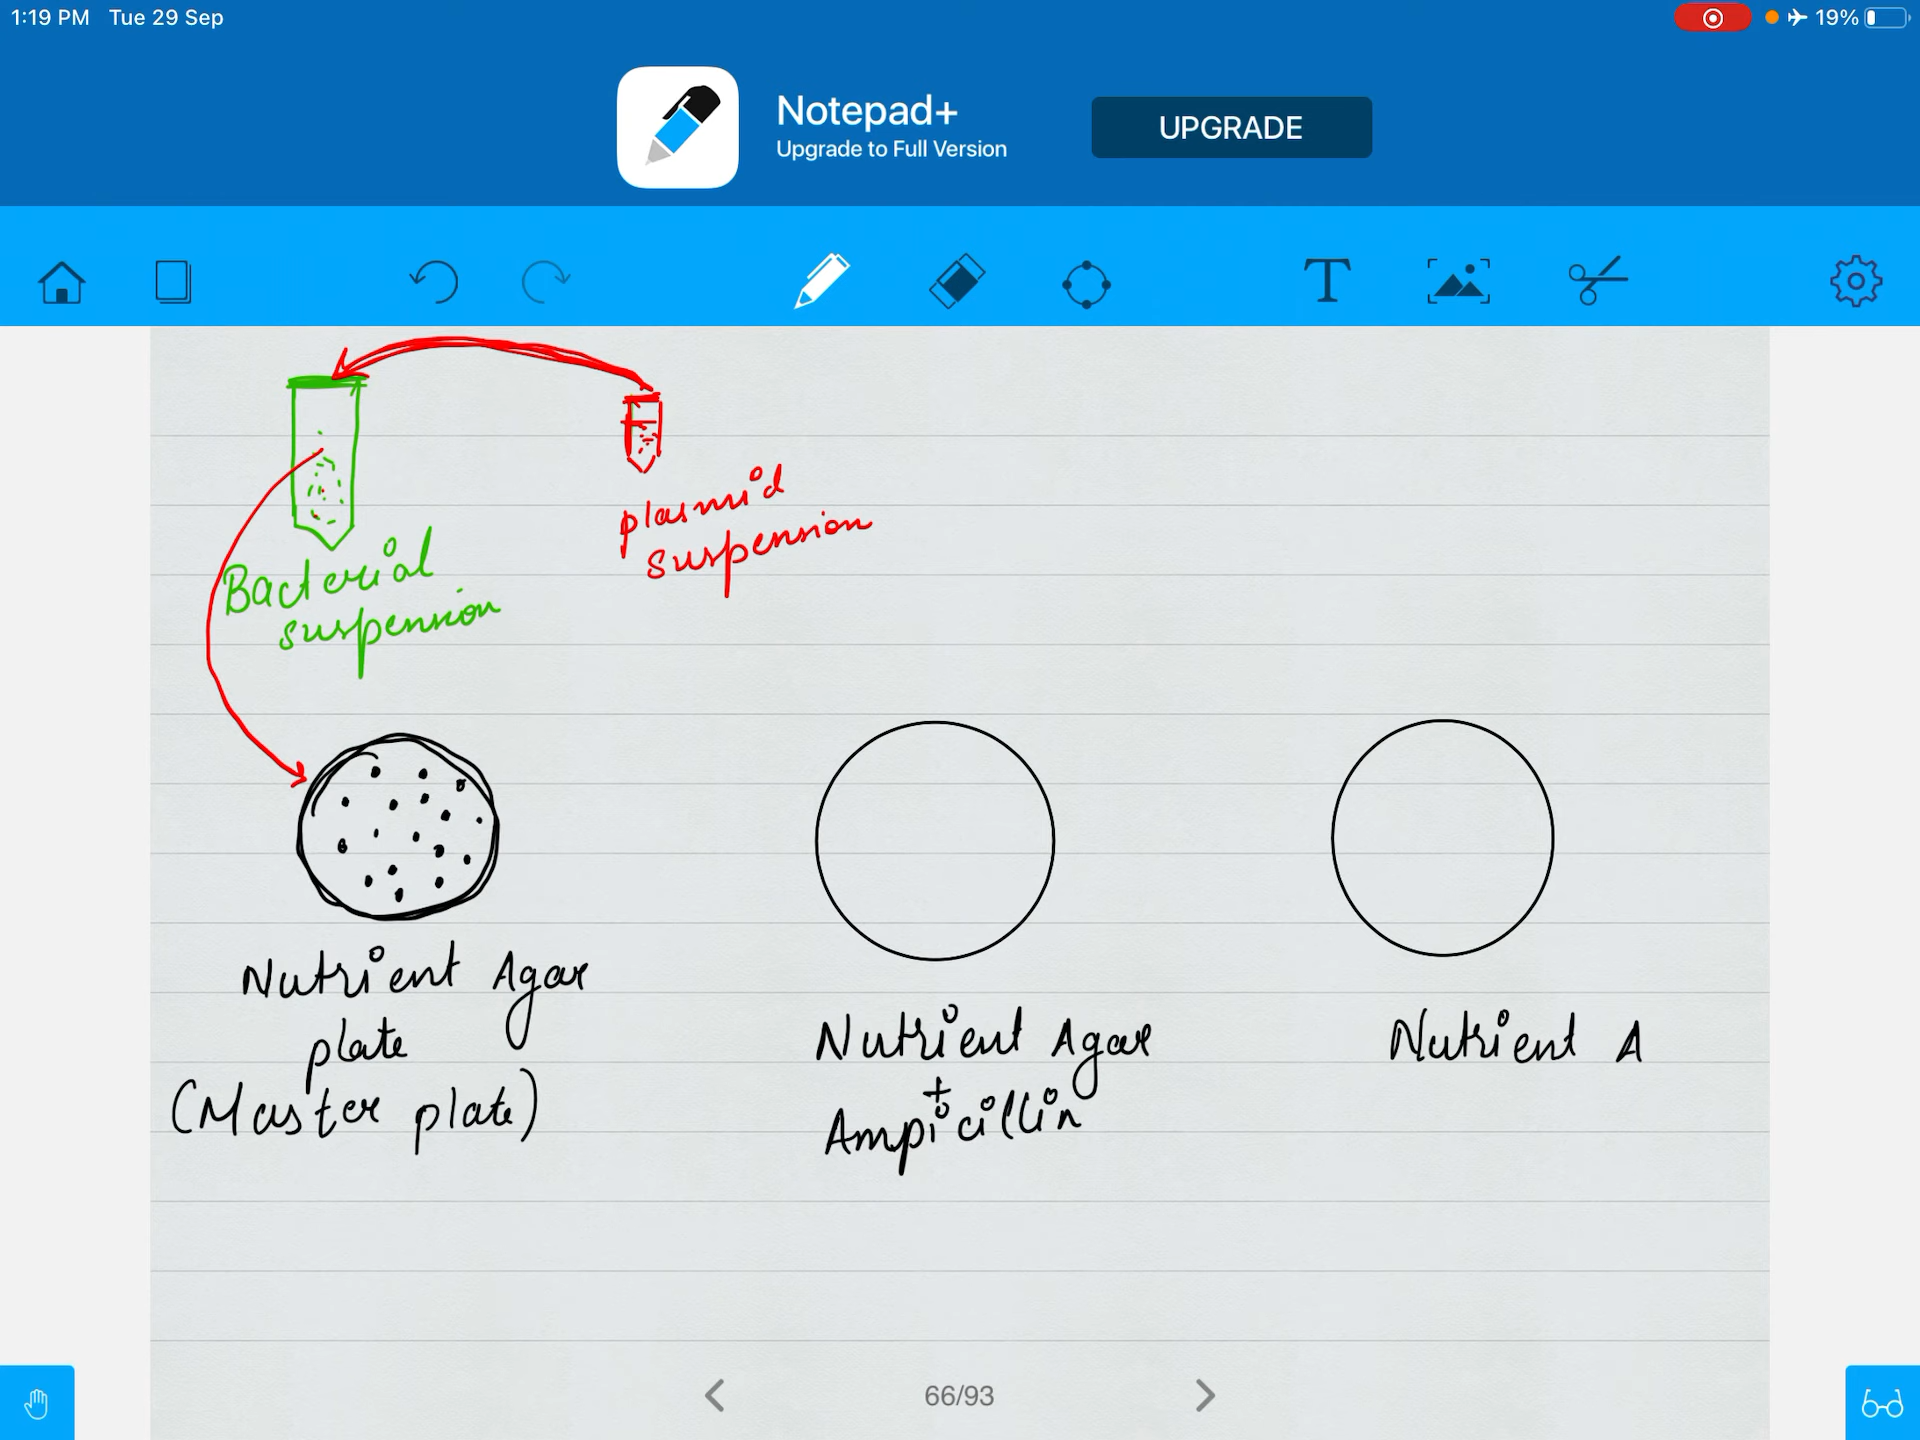 1:19 PM Tue 29 Sep
19%
Notepad+
Upgrade to Full Version
UPGRADE
T
plasmid
suspension
Bacterial
suspension
Nutrient Agar
plate
(Master plate)
Nutrient Agar
+
Ampicillin
Nutrient A
66/93